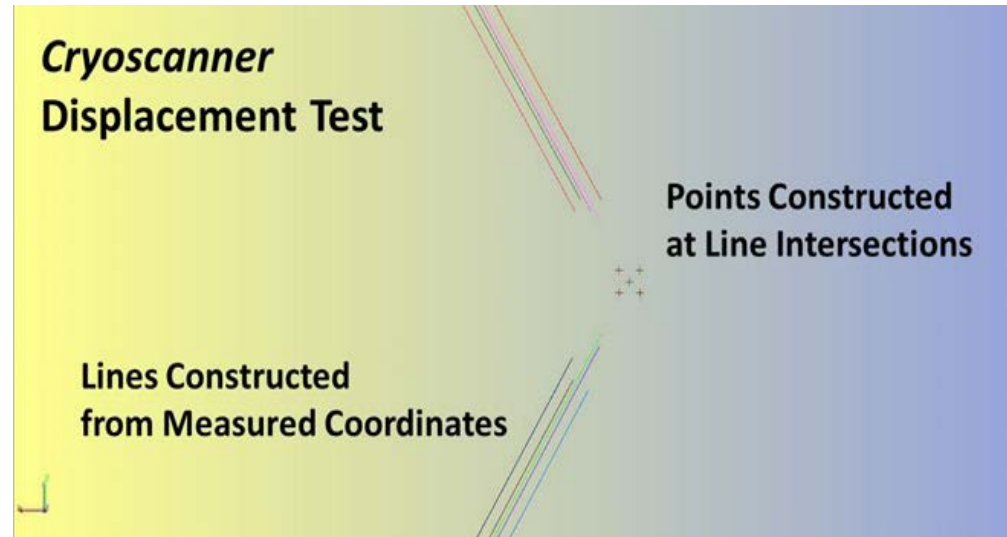 Cryoscanner
Displacement Test
Points Constructed
at Line Intersections
Lines Constructed
from Measured Coordinates